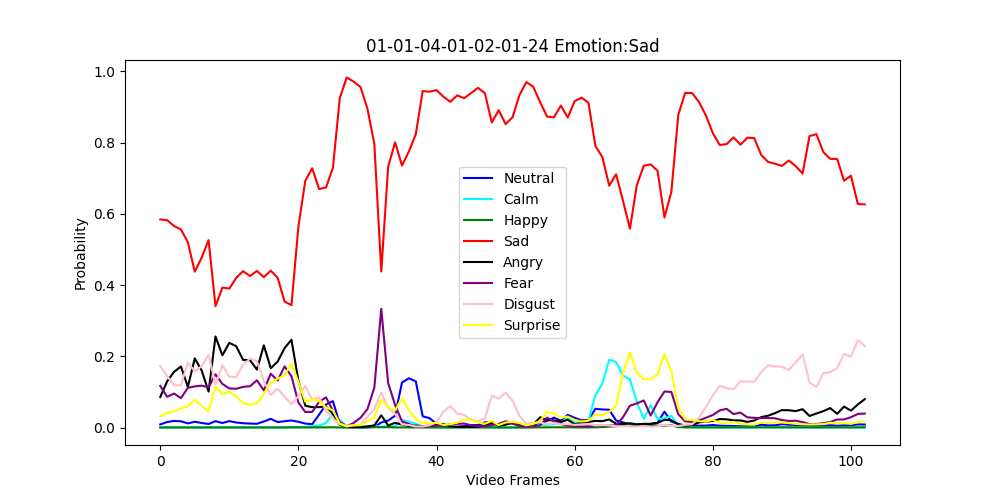 01-01-04-01-02-01-24 Emotion:Sad
Probability
1.0
0.8
0.6
0.4
0.2
0.0
Neutral
Calm
Happy
Sad
Angry
Fear
Disgust
Surprise
0 20 40 60 80 100
Video Frames